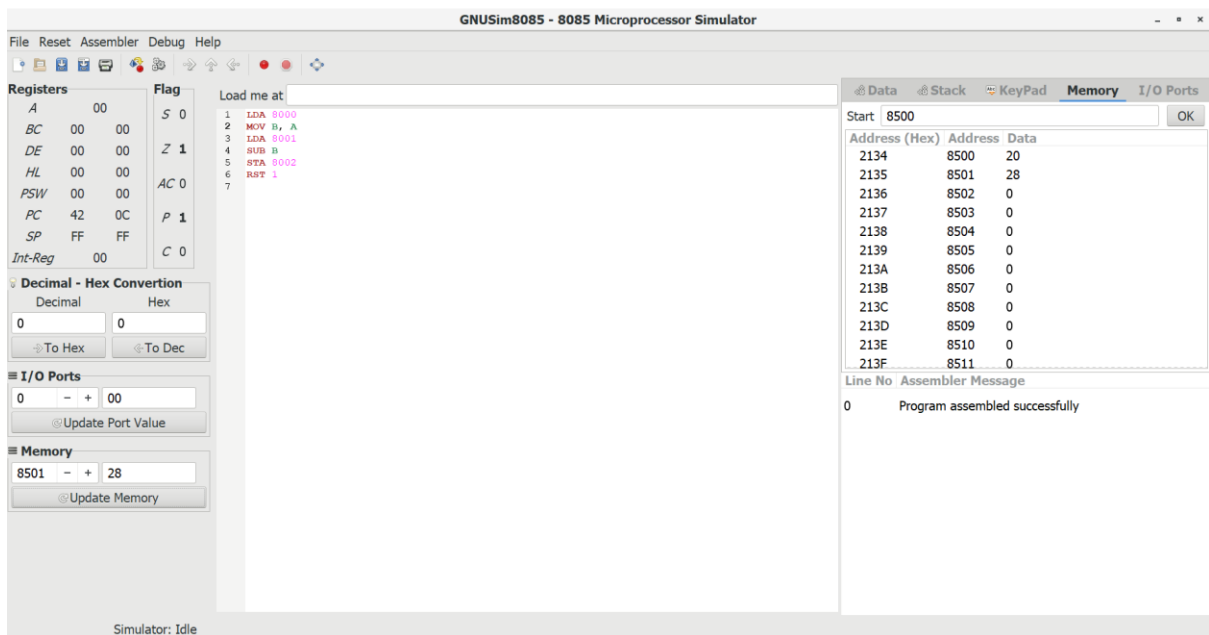 GNUSim8085 - 8085 Microprocessor Simulator
File Reset Assembler Debug Help
Registers
A 00
BC 00 00
DE 00 00
HL 00 00
PSW 00 00
PC 42 0C
SP FF FF
Int-Reg 00
Flag
S 0
Z 1
AC 0
P 1
C 0
Decimal - Hex Convertion
Decimal Hex
0 0
To Hex To Dec
I/O Ports
0 - + 00
Update Port Value
Memory
8501 - + 28
Update Memory
Load me at
1 LDA 8000
2 MOV B, A
3 LDA 8001
4 SUB B
5 STA 8002
6 RST 1
7
Data Stack KeyPad Memory I/O Ports
Start 8500 OK
Address (Hex) Address Data
2134 8500 20
2135 8501 28
2136 8502 0
2137 8503 0
2138 8504 0
2139 8505 0
213A 8506 0
213B 8507 0
213C 8508 0
213D 8509 0
213E 8510 0
213F 8511 0
Line No Assembler Message
0 Program assembled successfully
Simulator: Idle